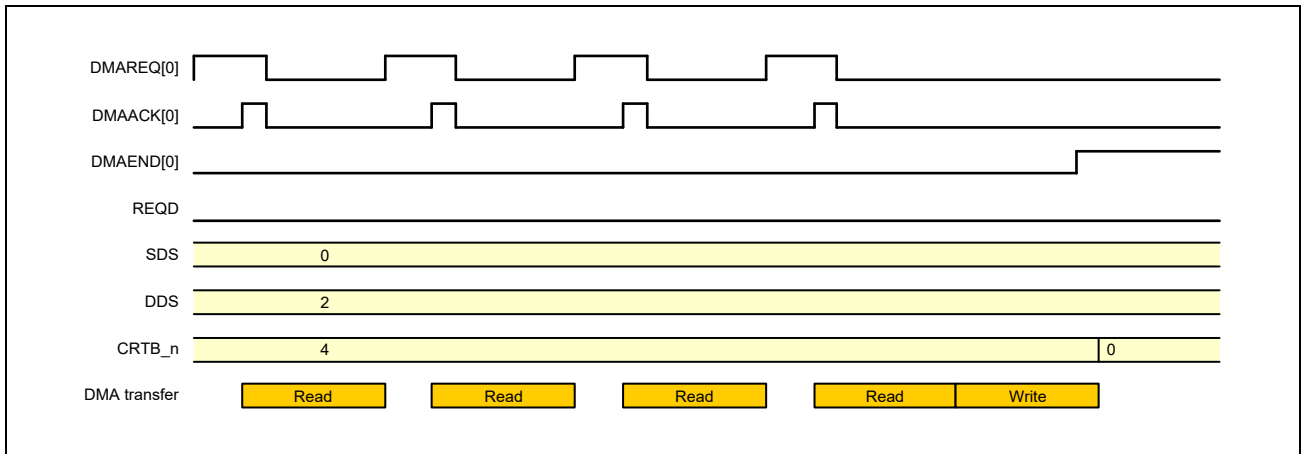 DMAREQ[0]
DMAACK[0]
DMAEND[0]
REQD
SDS 0
DDS 2
CRTB_n 4 0
DMA transfer Read Read Read Read Write